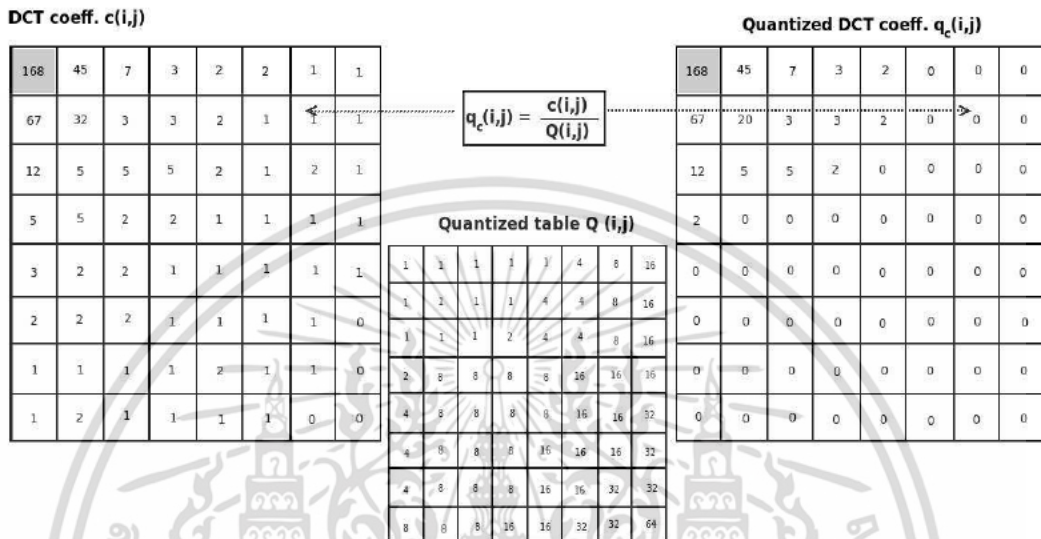 DCT coeff. c(i,j)
168 45 7 3 2 2 1 1
67 32 3 3 2 1 1 1
12 5 5 5 2 1 2 1
5 5 2 2 1 1 1 1
3 2 2 1 1 1 1 1
2 2 2 1 1 1 1 0
1 1 1 1 2 1 1 0
1 2 1 1 1 1 0 0
q_c(i,j) = c(i,j) / Q(i,j)
Quantized table Q (i,j)
1 1 1 1 1 4 8 16
1 1 1 1 4 4 8 16
1 1 1 2 4 4 8 16
2 8 8 8 8 16 16 16
4 8 8 8 8 16 16 32
4 8 8 8 16 16 16 32
4 8 8 8 16 16 32 32
8 8 8 16 16 32 32 64
Quantized DCT coeff. q_c(i,j)
168 45 7 3 2 0 0 0
67 20 3 3 2 0 0 0
12 5 5 2 0 0 0 0
2 0 0 0 0 0 0 0
0 0 0 0 0 0 0 0
0 0 0 0 0 0 0 0
0 0 0 0 0 0 0 0
0 0 0 0 0 0 0 0